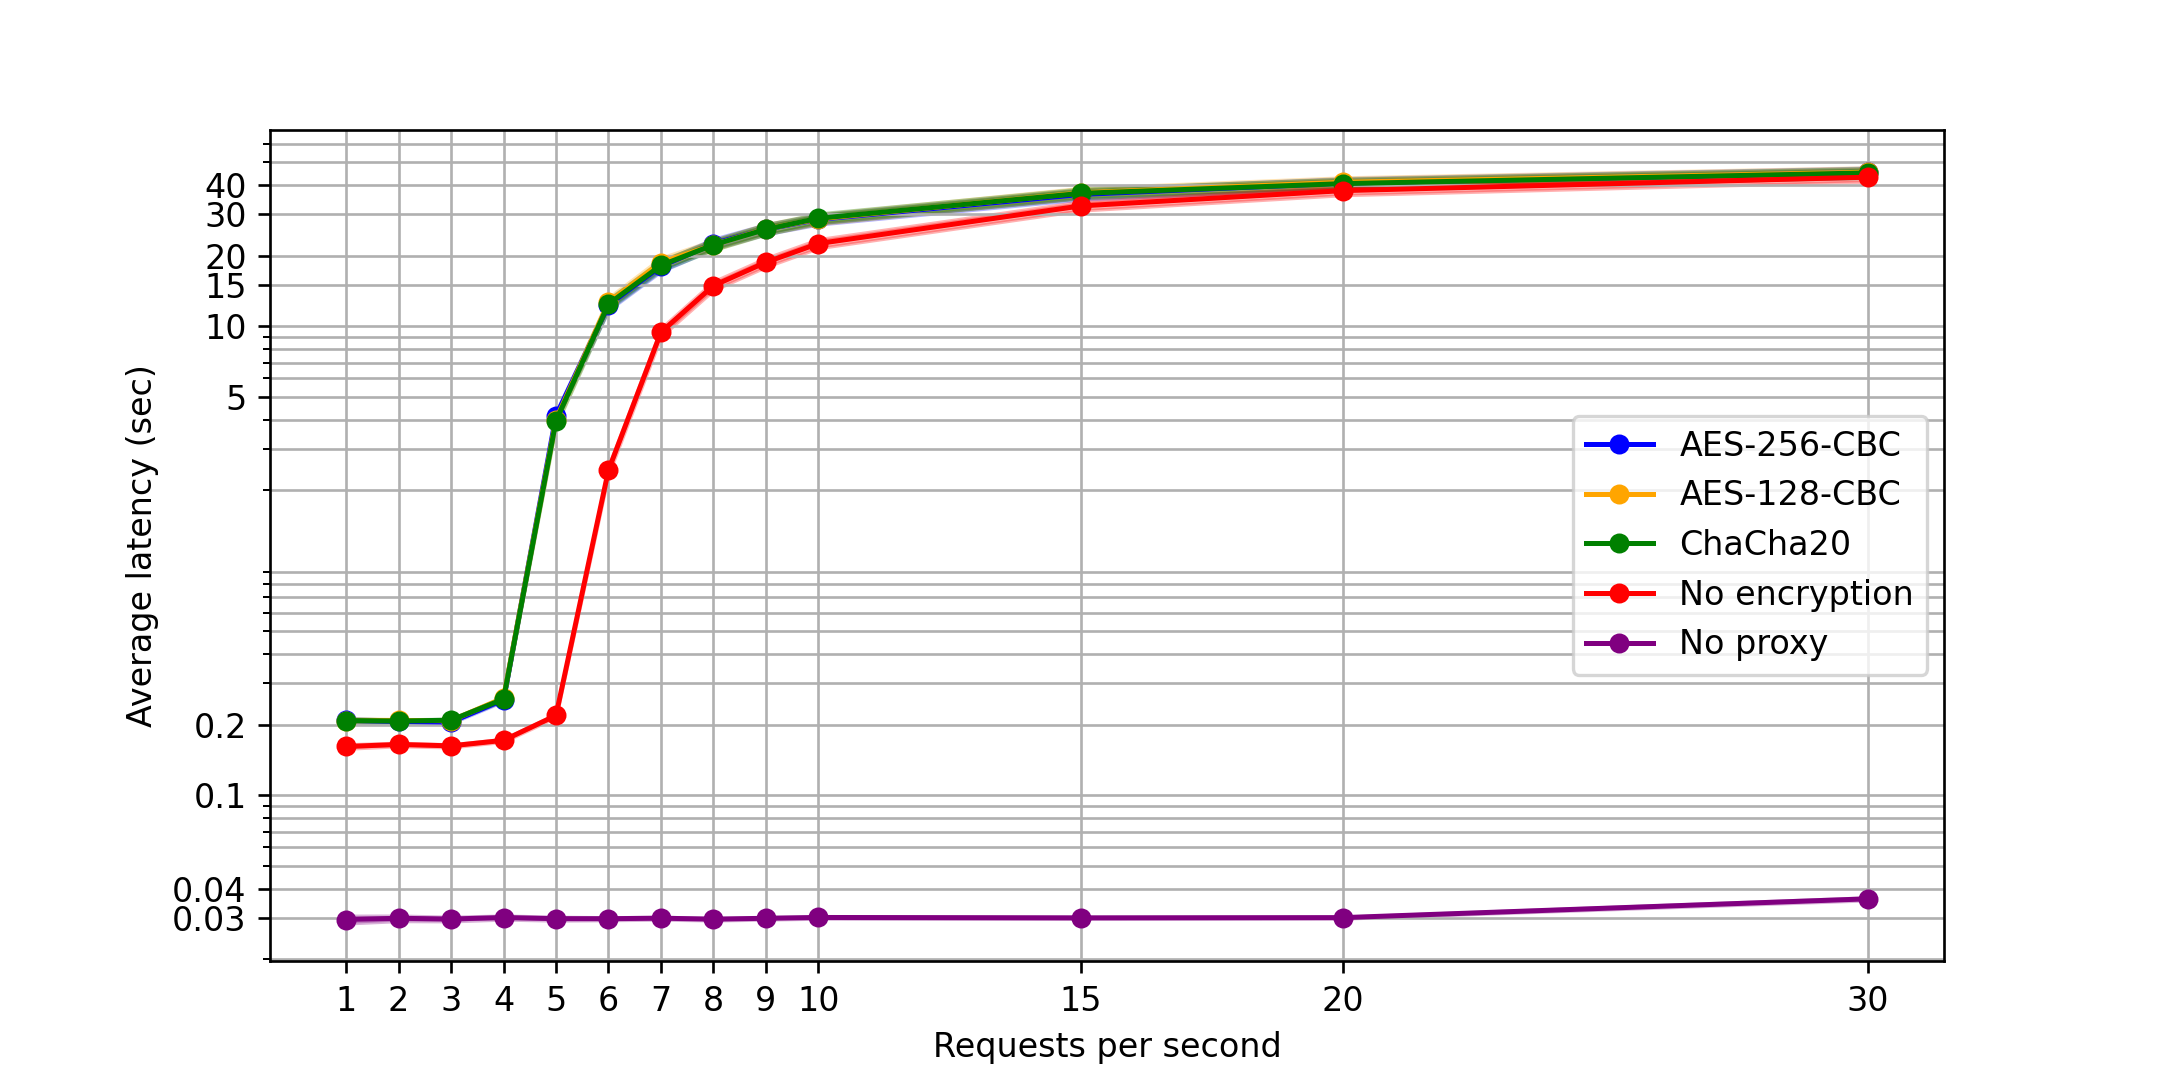 40
30
20
15
10
5
0.2
0.1
0.04
0.03
Average latency (sec)
AES-256-CBC
AES-128-CBC
ChaCha20
No encryption
No proxy
1 2 3 4 5 6 7 8 9 10 15 20 30
Requests per second